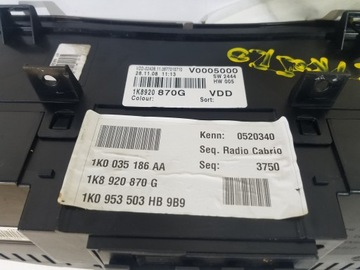 V0005000
28.11.08 11:13
SW 2444
HW 005
1K8920 870G VDD
Colour: Sort:
Kenn: 0520340
Seq. Radio Cabrio
1K0 035 186 AA Seq: 3750
1K8 920 870 G
1K0 953 503 HB 9B9